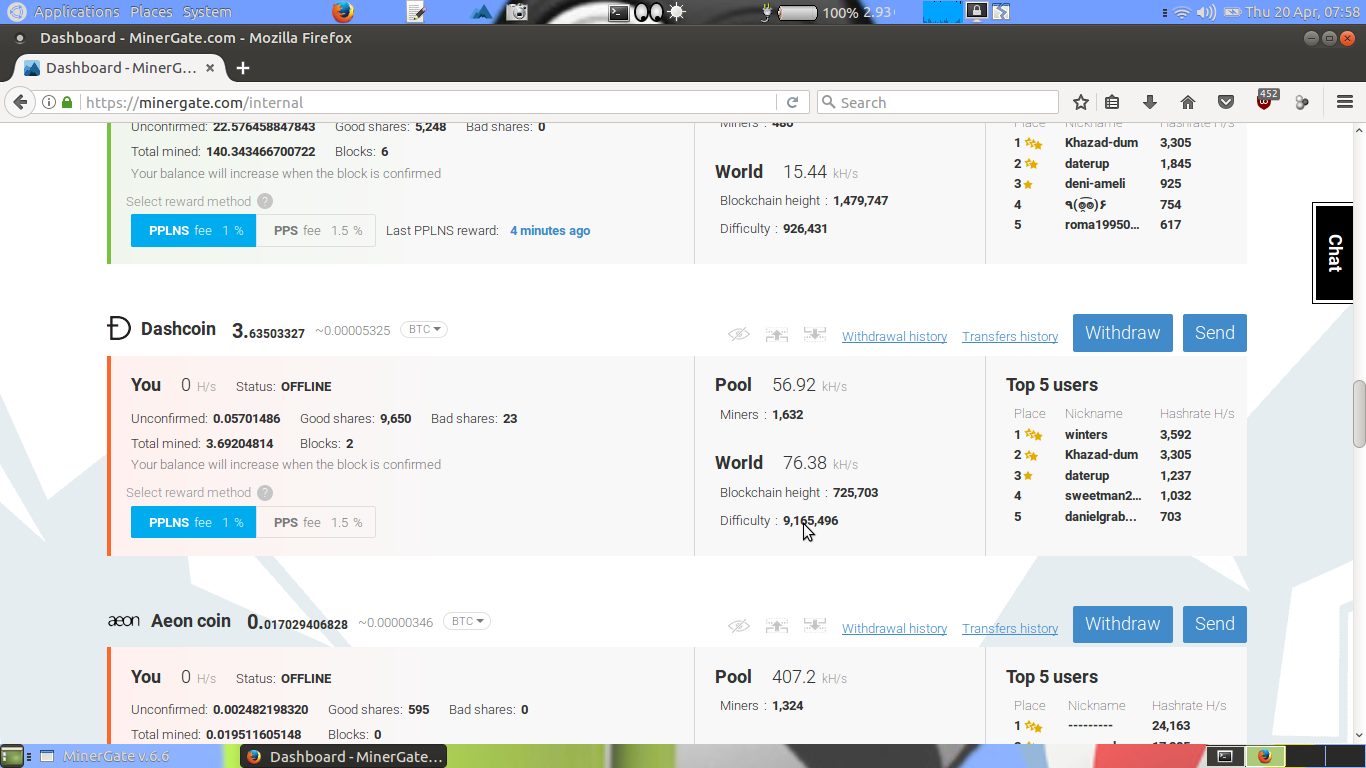 Applications Places System 100% 2.93 Thu 20 Apr, 07:58
Dashboard - MinerGate.com - Mozilla Firefox
Dashboard - MinerG...
https://minergate.com/internal Search 452
Unconfirmed: 22.576458847843 Good shares: 5,248 Bad shares: 0
Total mined: 140.343466700722 Blocks: 6
Your balance will increase when the block is confirmed
Select reward method ?
PPLNS fee 1 % PPS fee 1.5 % Last PPLNS reward: 4 minutes ago
Miners : 486
World 15.44 kH/s
Blockchain height : 1,479,747
Difficulty : 926,431
Place Nickname Hashrate H/s
1 Khazad-dum 3,305
2 daterup 1,845
3 deni-ameli 925
4 754
5 roma19950... 617
Chat
Dashcoin 3.63503327 ~0.00005325 BTC
Withdrawal history Transfers history Withdraw Send
You 0 H/s Status: OFFLINE
Unconfirmed: 0.05701486 Good shares: 9,650 Bad shares: 23
Total mined: 3.69204814 Blocks: 2
Your balance will increase when the block is confirmed
Select reward method ?
PPLNS fee 1 % PPS fee 1.5 %
Pool 56.92 kH/s
Miners : 1,632
World 76.38 kH/s
Blockchain height : 725,703
Difficulty : 9,165,496
Top 5 users
Place Nickname Hashrate H/s
1 winters 3,592
2 Khazad-dum 3,305
3 daterup 1,237
4 sweetman2... 1,032
5 danielgrab... 703
æon Aeon coin 0.017029406828 ~0.00000346 BTC
Withdrawal history Transfers history Withdraw Send
You 0 H/s Status: OFFLINE
Unconfirmed: 0.002482198320 Good shares: 595 Bad shares: 0
Total mined: 0.019511605148 Blocks: 0
Pool 407.2 kH/s
Miners : 1,324
Top 5 users
Place Nickname Hashrate H/s
1 --------- 24,163
MinerGate v.6.6 Dashboard - MinerGate...